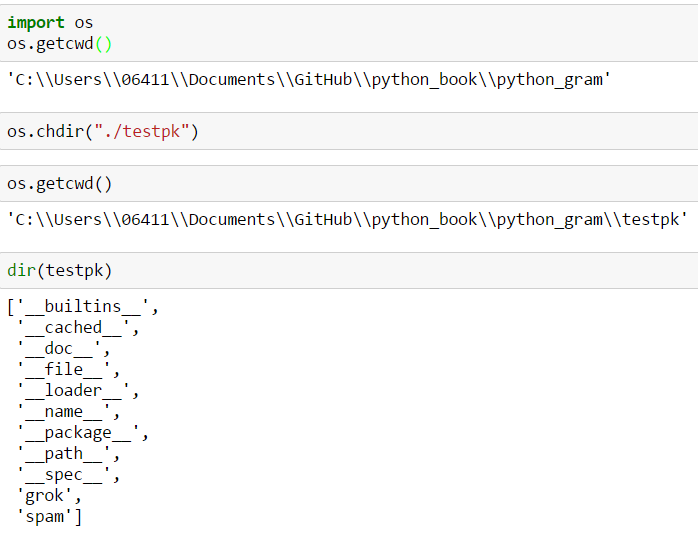 import os
os.getcwd()
'C:\\Users\\06411\\Documents\\GitHub\\python_book\\python_gram'
os.chdir("./testpk")
os.getcwd()
'C:\\Users\\06411\\Documents\\GitHub\\python_book\\python_gram\\testpk'
dir(testpk)
['__builtins__',
'__cached__',
'__doc__',
'__file__',
'__loader__',
'__name__',
'__package__',
'__path__',
'__spec__',
'grok',
'spam']